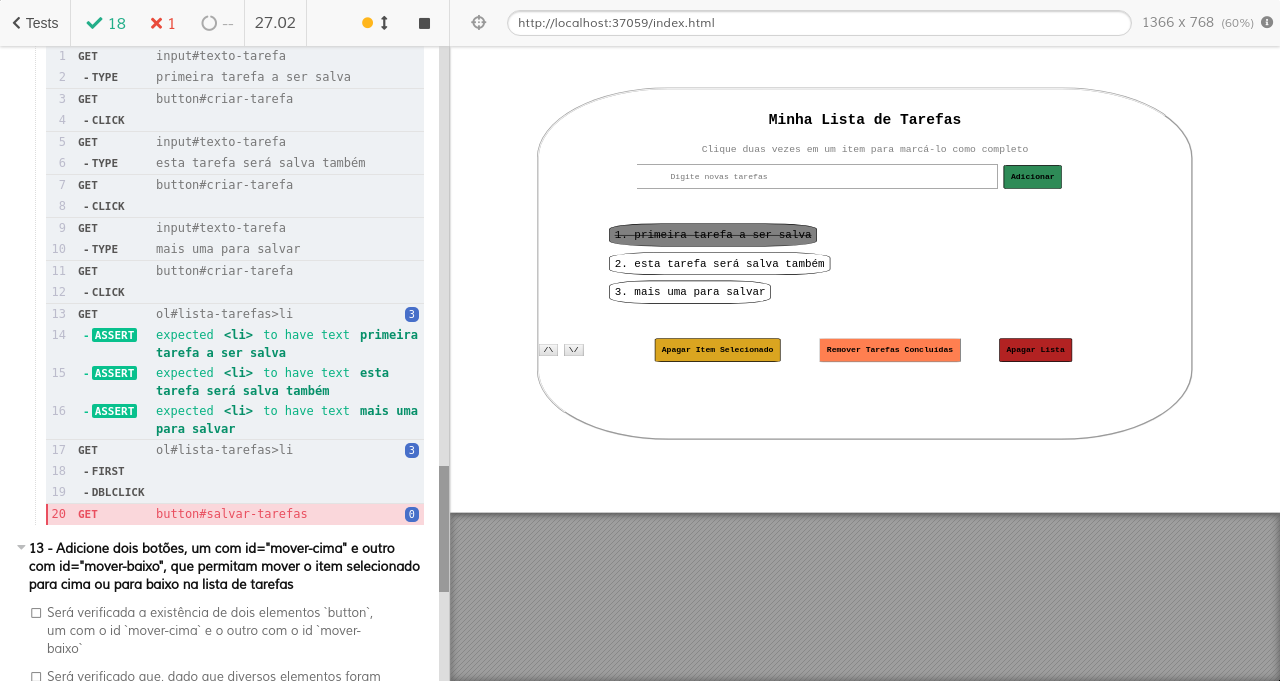 Tests 18 1 -- 27.02
http://localhost:37059/index.html 1366 x 768 (60%)
1 GET input#texto-tarefa
2 -TYPE primeira tarefa a ser salva
3 GET button#criar-tarefa
4 -CLICK
5 GET input#texto-tarefa
6 -TYPE esta tarefa será salva também
7 GET button#criar-tarefa
8 -CLICK
9 GET input#texto-tarefa
10 -TYPE mais uma para salvar
11 GET button#criar-tarefa
12 -CLICK
13 GET ol#lista-tarefas>li 3
14 -ASSERT expected <li> to have text primeira
tarefa a ser salva
15 -ASSERT expected <li> to have text esta
tarefa será salva também
16 -ASSERT expected <li> to have text mais uma
para salvar
17 GET ol#lista-tarefas>li 3
18 -FIRST
19 -DBLCLICK
20 GET button#salvar-tarefas 0
13 - Adicione dois botões, um com id="mover-cima" e outro
com id="mover-baixo", que permitam mover o item selecionado
para cima ou para baixo na lista de tarefas
Será verificada a existência de dois elementos `button`,
um com o id `mover-cima` e o outro com o id `mover-
baixo`
Será verificado que, dado que diversos elementos foram
Minha Lista de Tarefas
Clique duas vezes em um item para marcá-lo como completo
Digite novas tarefas Adicionar
1. primeira tarefa a ser salva
2. esta tarefa será salva também
3. mais uma para salvar
/\ \/ Apagar Item Selecionado Remover Tarefas Concluidas Apagar Lista